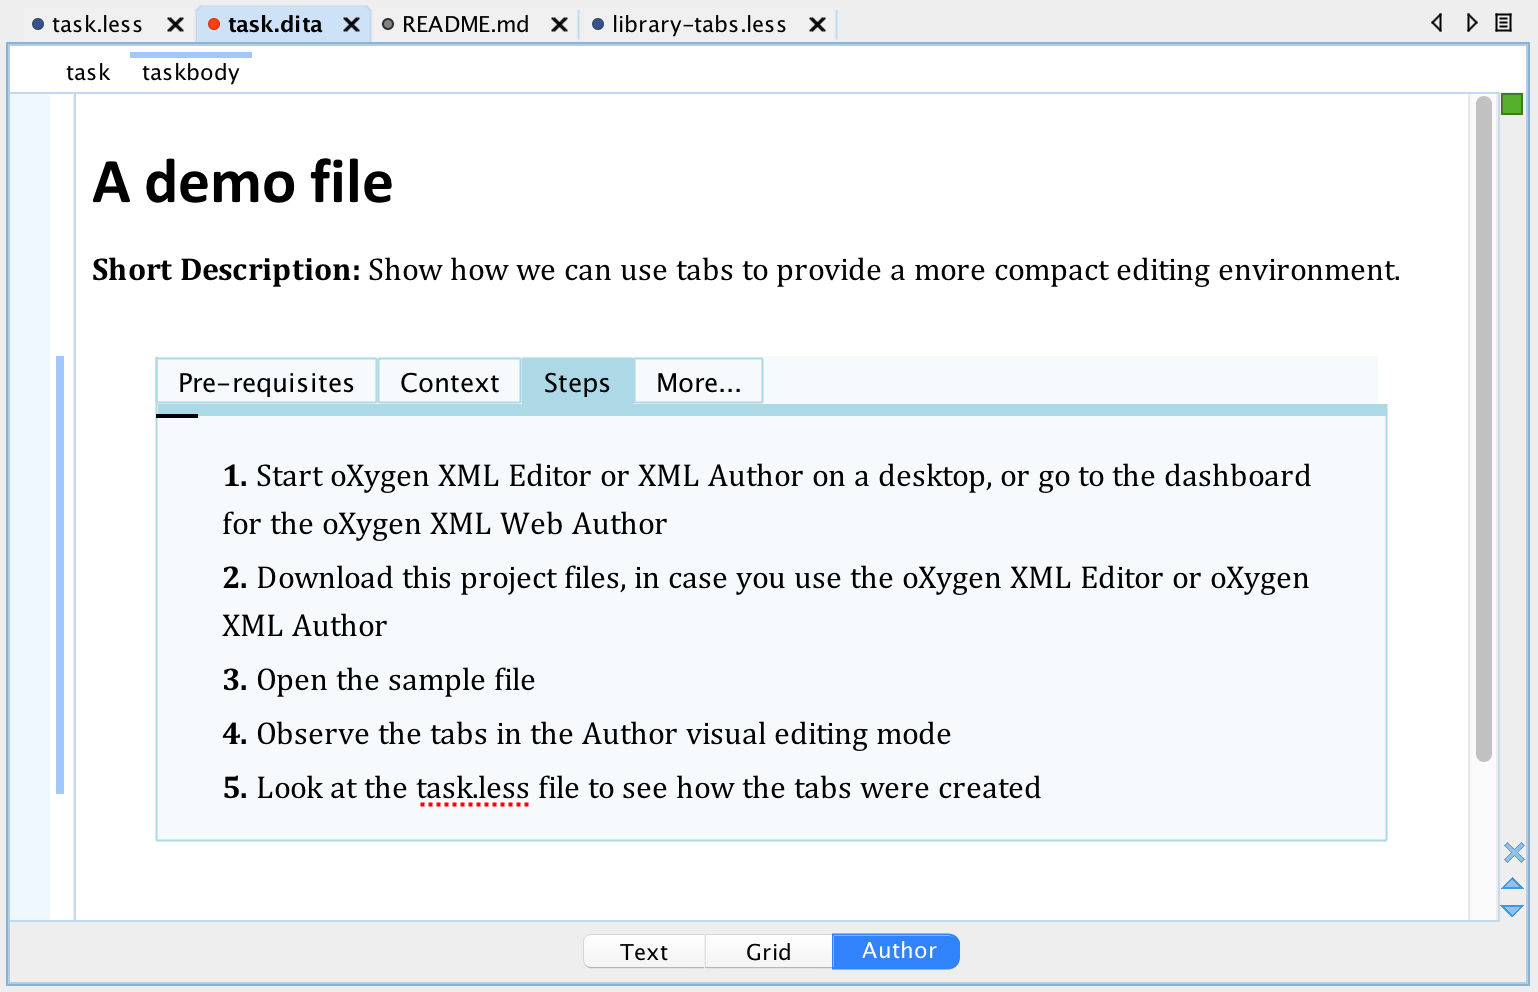 task.less task.dita README.md library-tabs.less
task taskbody
A demo file
Short Description: Show how we can use tabs to provide a more compact editing environment.
Pre-requisites Context Steps More...
1. Start oXygen XML Editor or XML Author on a desktop, or go to the dashboard
for the oXygen XML Web Author
2. Download this project files, in case you use the oXygen XML Editor or oXygen
XML Author
3. Open the sample file
4. Observe the tabs in the Author visual editing mode
5. Look at the task.less file to see how the tabs were created
Text Grid Author